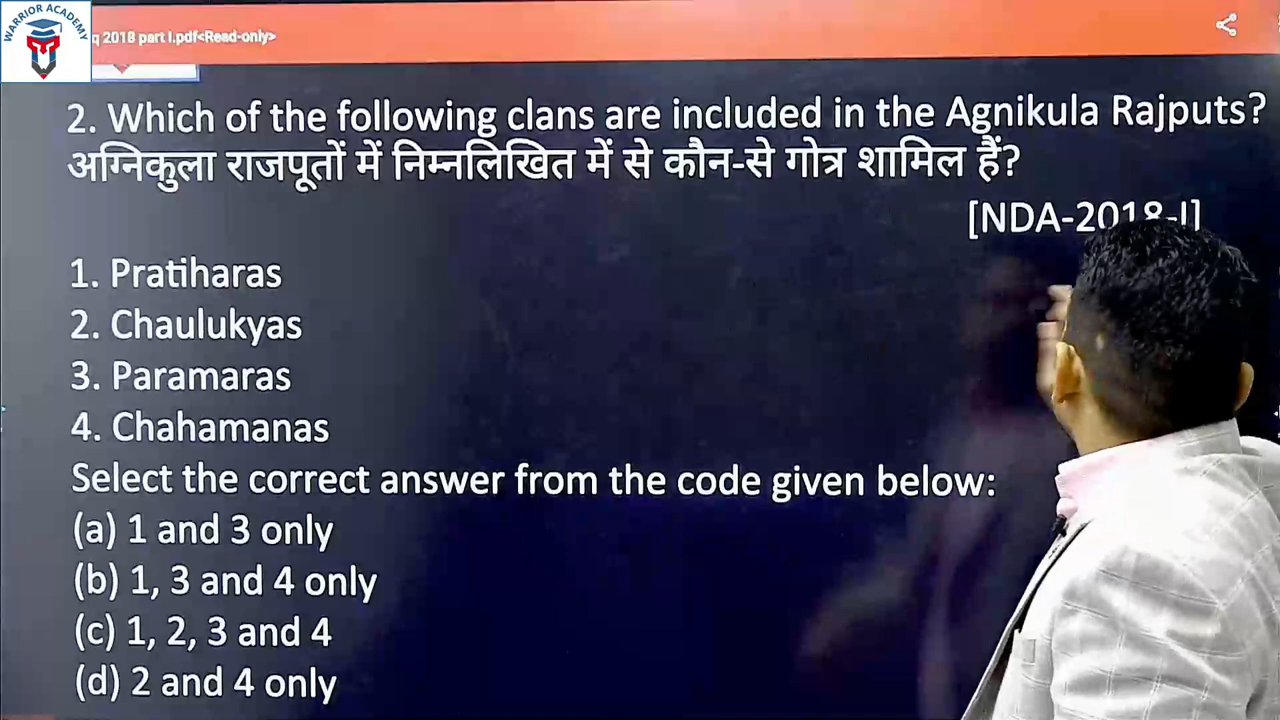 WARRIOR ACADEMY
q 2018 part I.pdf<Read-only>
2. Which of the following clans are included in the Agnikula Rajputs?
अग्निकुला राजपूतों में निम्नलिखित में से कौन-से गोत्र शामिल हैं?
[NDA-2018-I]
1. Pratiharas
2. Chaulukyas
3. Paramaras
4. Chahamanas
Select the correct answer from the code given below:
(a) 1 and 3 only
(b) 1, 3 and 4 only
(c) 1, 2, 3 and 4
(d) 2 and 4 only